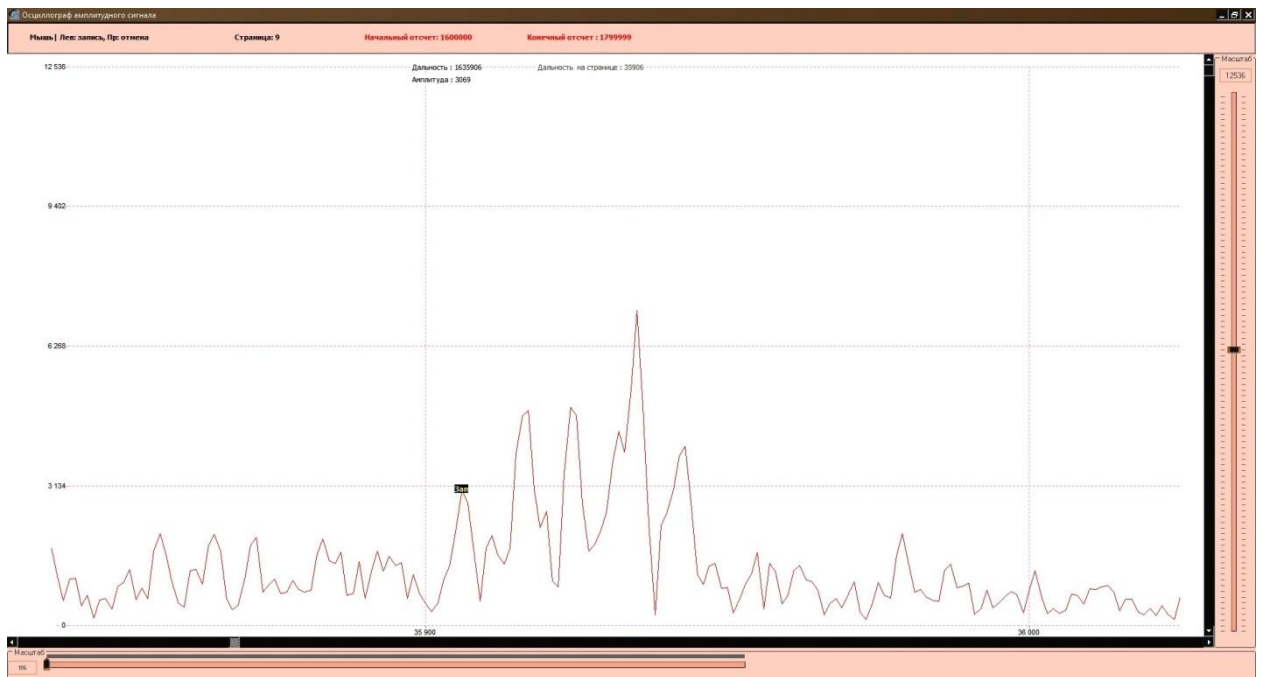 Осциллограф амплитудного сигнала
Мышь| Лев: запись, Пр: отмена Страница: 9 Начальный отсчет: 1600000 Конечный отсчет : 1799999
12 536 Дальность : 1635906 Дальность на странице : 35906
Амплитуда : 3069
Масштаб
12536
9 402
6 268
3 134
Зап
0
35 900 36 000
Масштаб
186